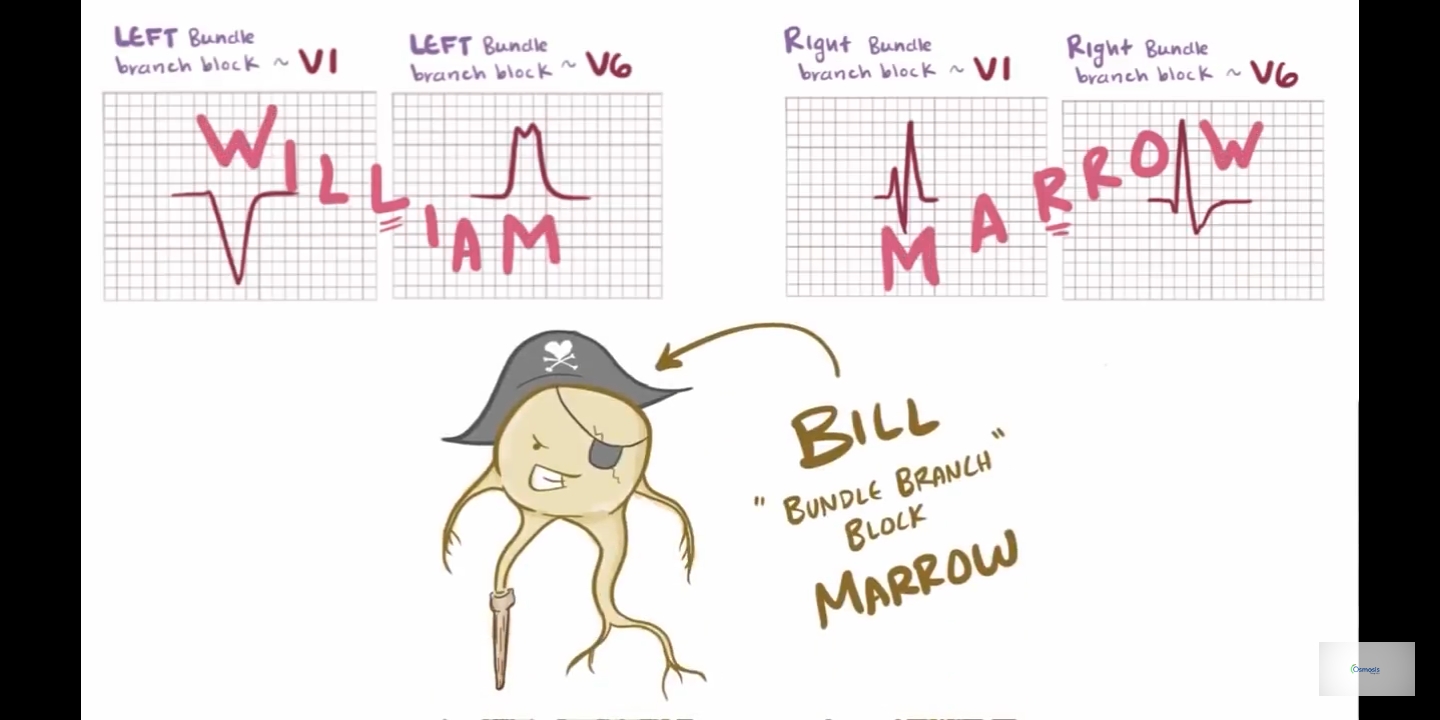 LEFT Bundle
branch block ~ V1
LEFT Bundle
branch block ~ V6
Right Bundle
branch block ~ V1
Right Bundle
branch block ~ V6
WILLIAM
MARROW
BILL
"BUNDLE BRANCH"
BLOCK
MARROW
Osmosis